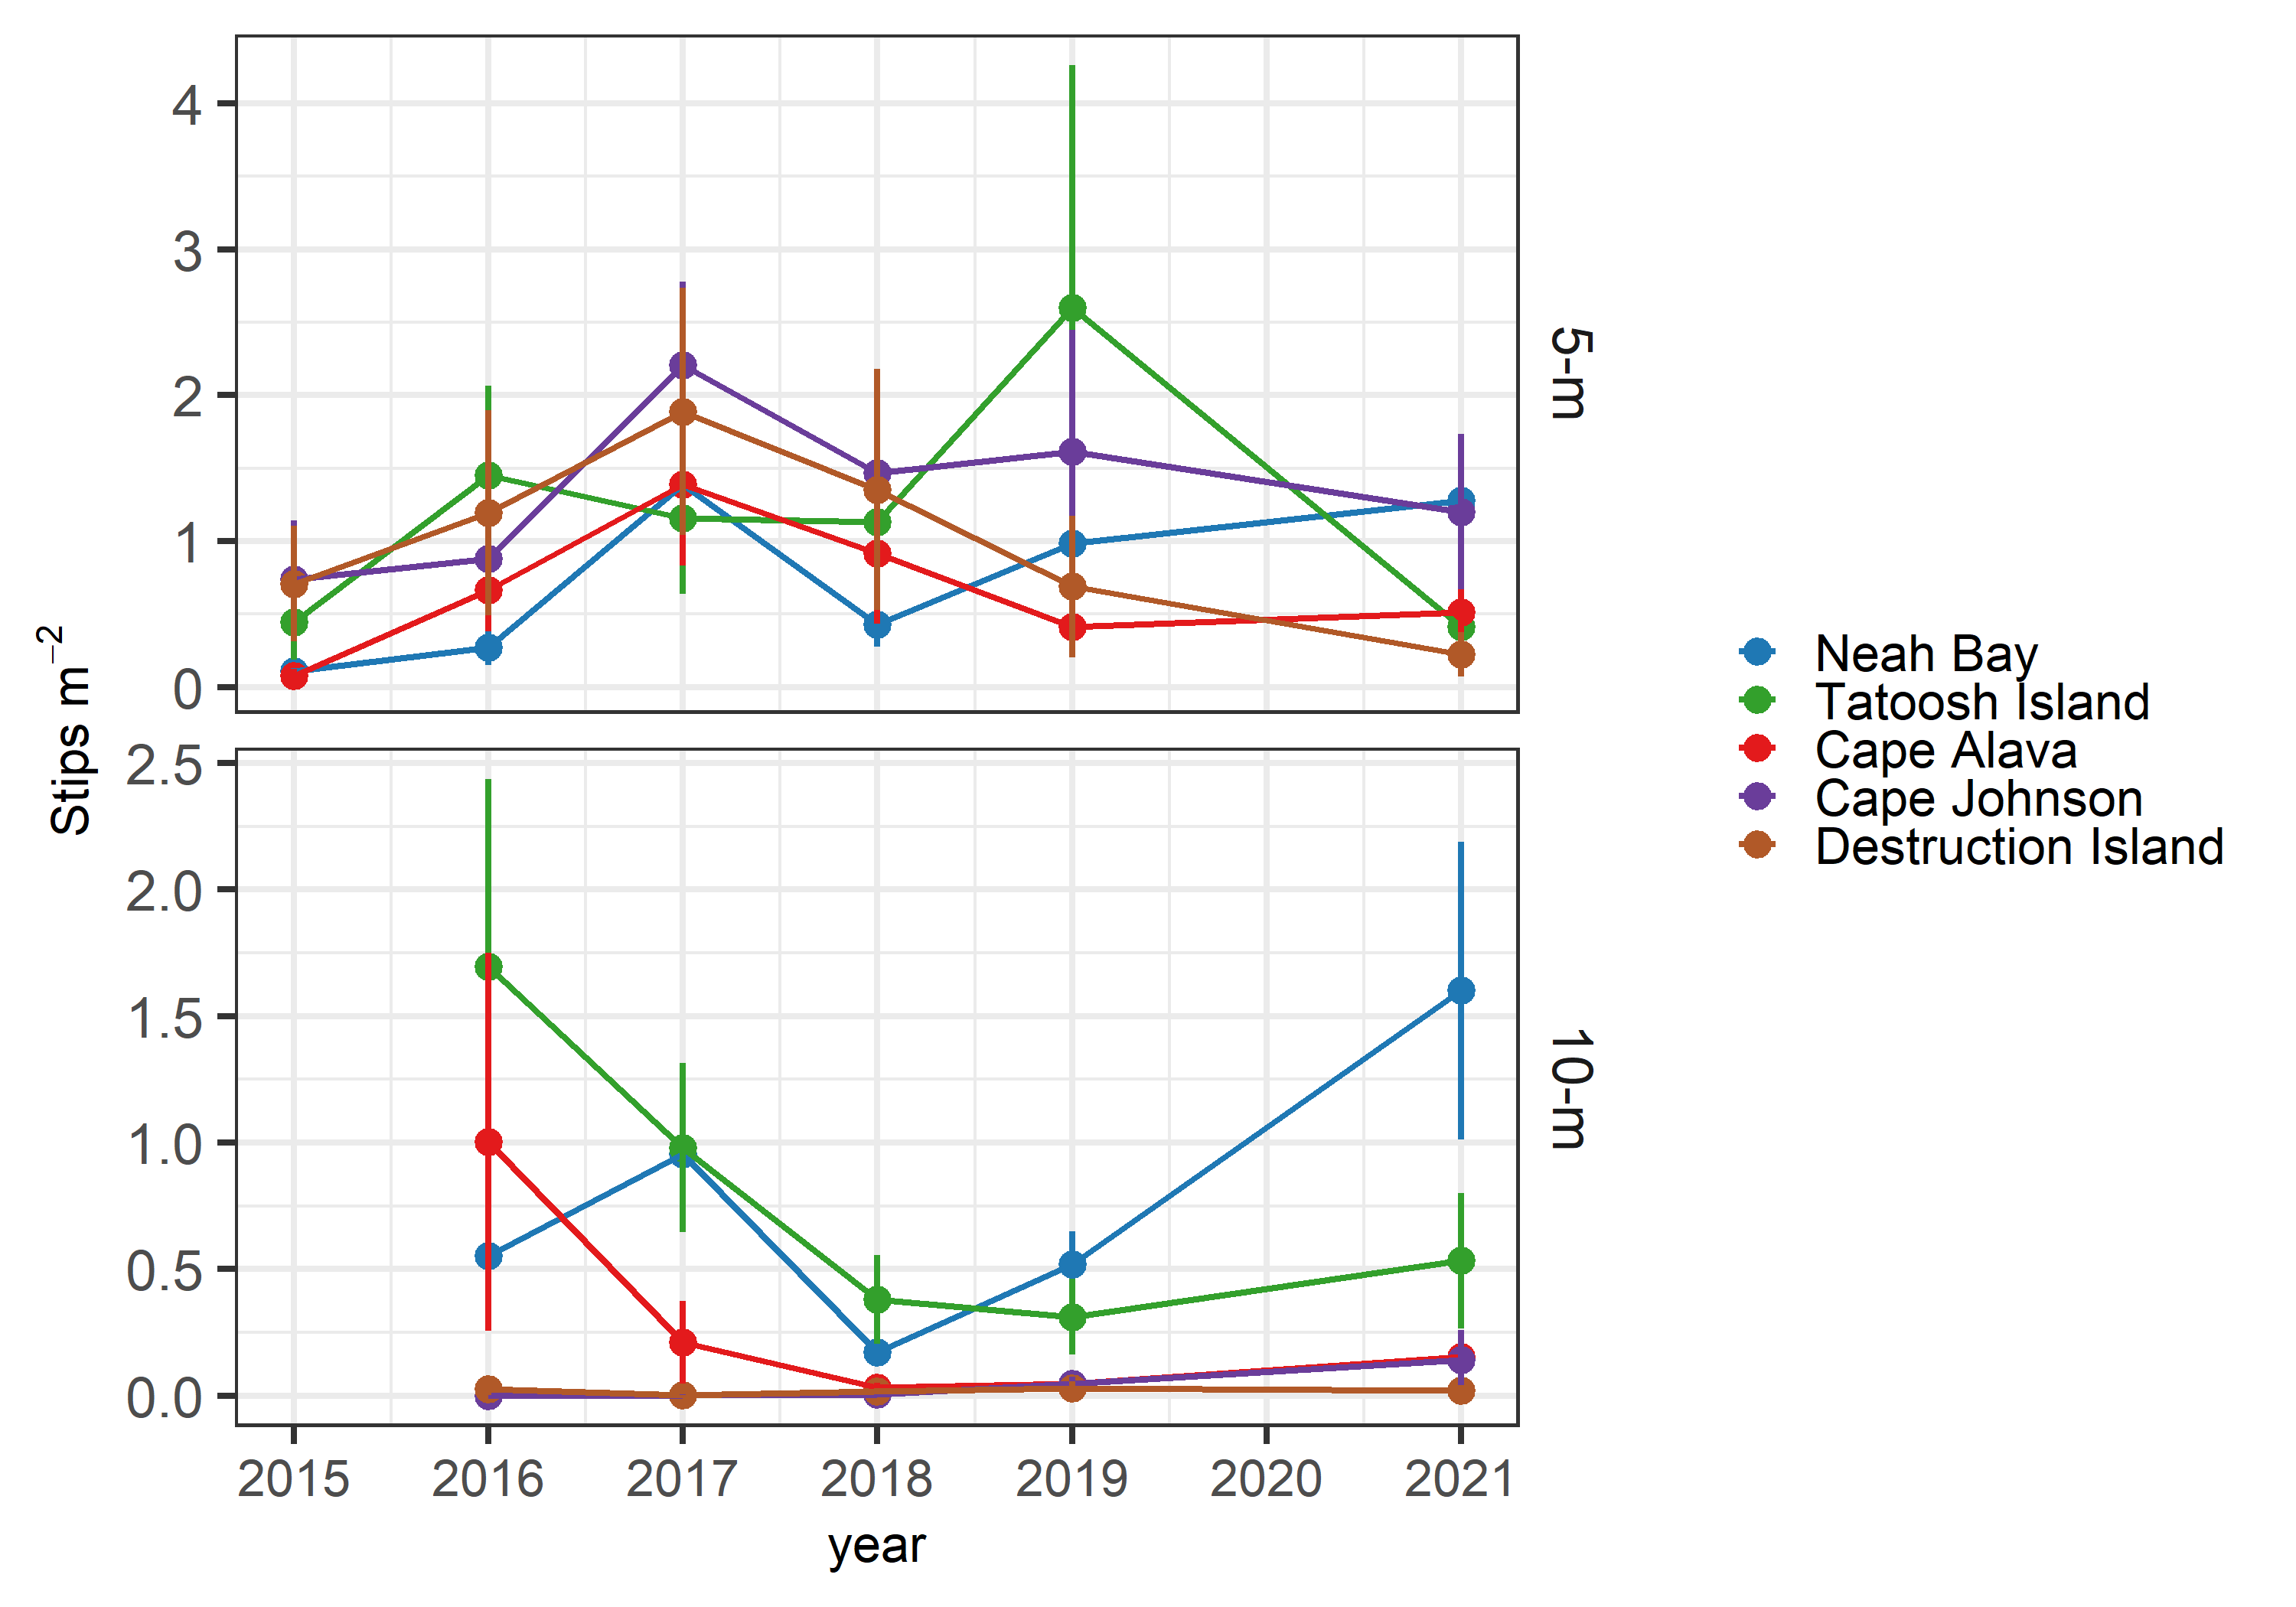 4
3
2
1
0
5-m
Stips m⁻²
2.5
2.0
1.5
1.0
0.5
0.0
10-m
2015 2016 2017 2018 2019 2020 2021
year
Neah Bay
Tatoosh Island
Cape Alava
Cape Johnson
Destruction Island